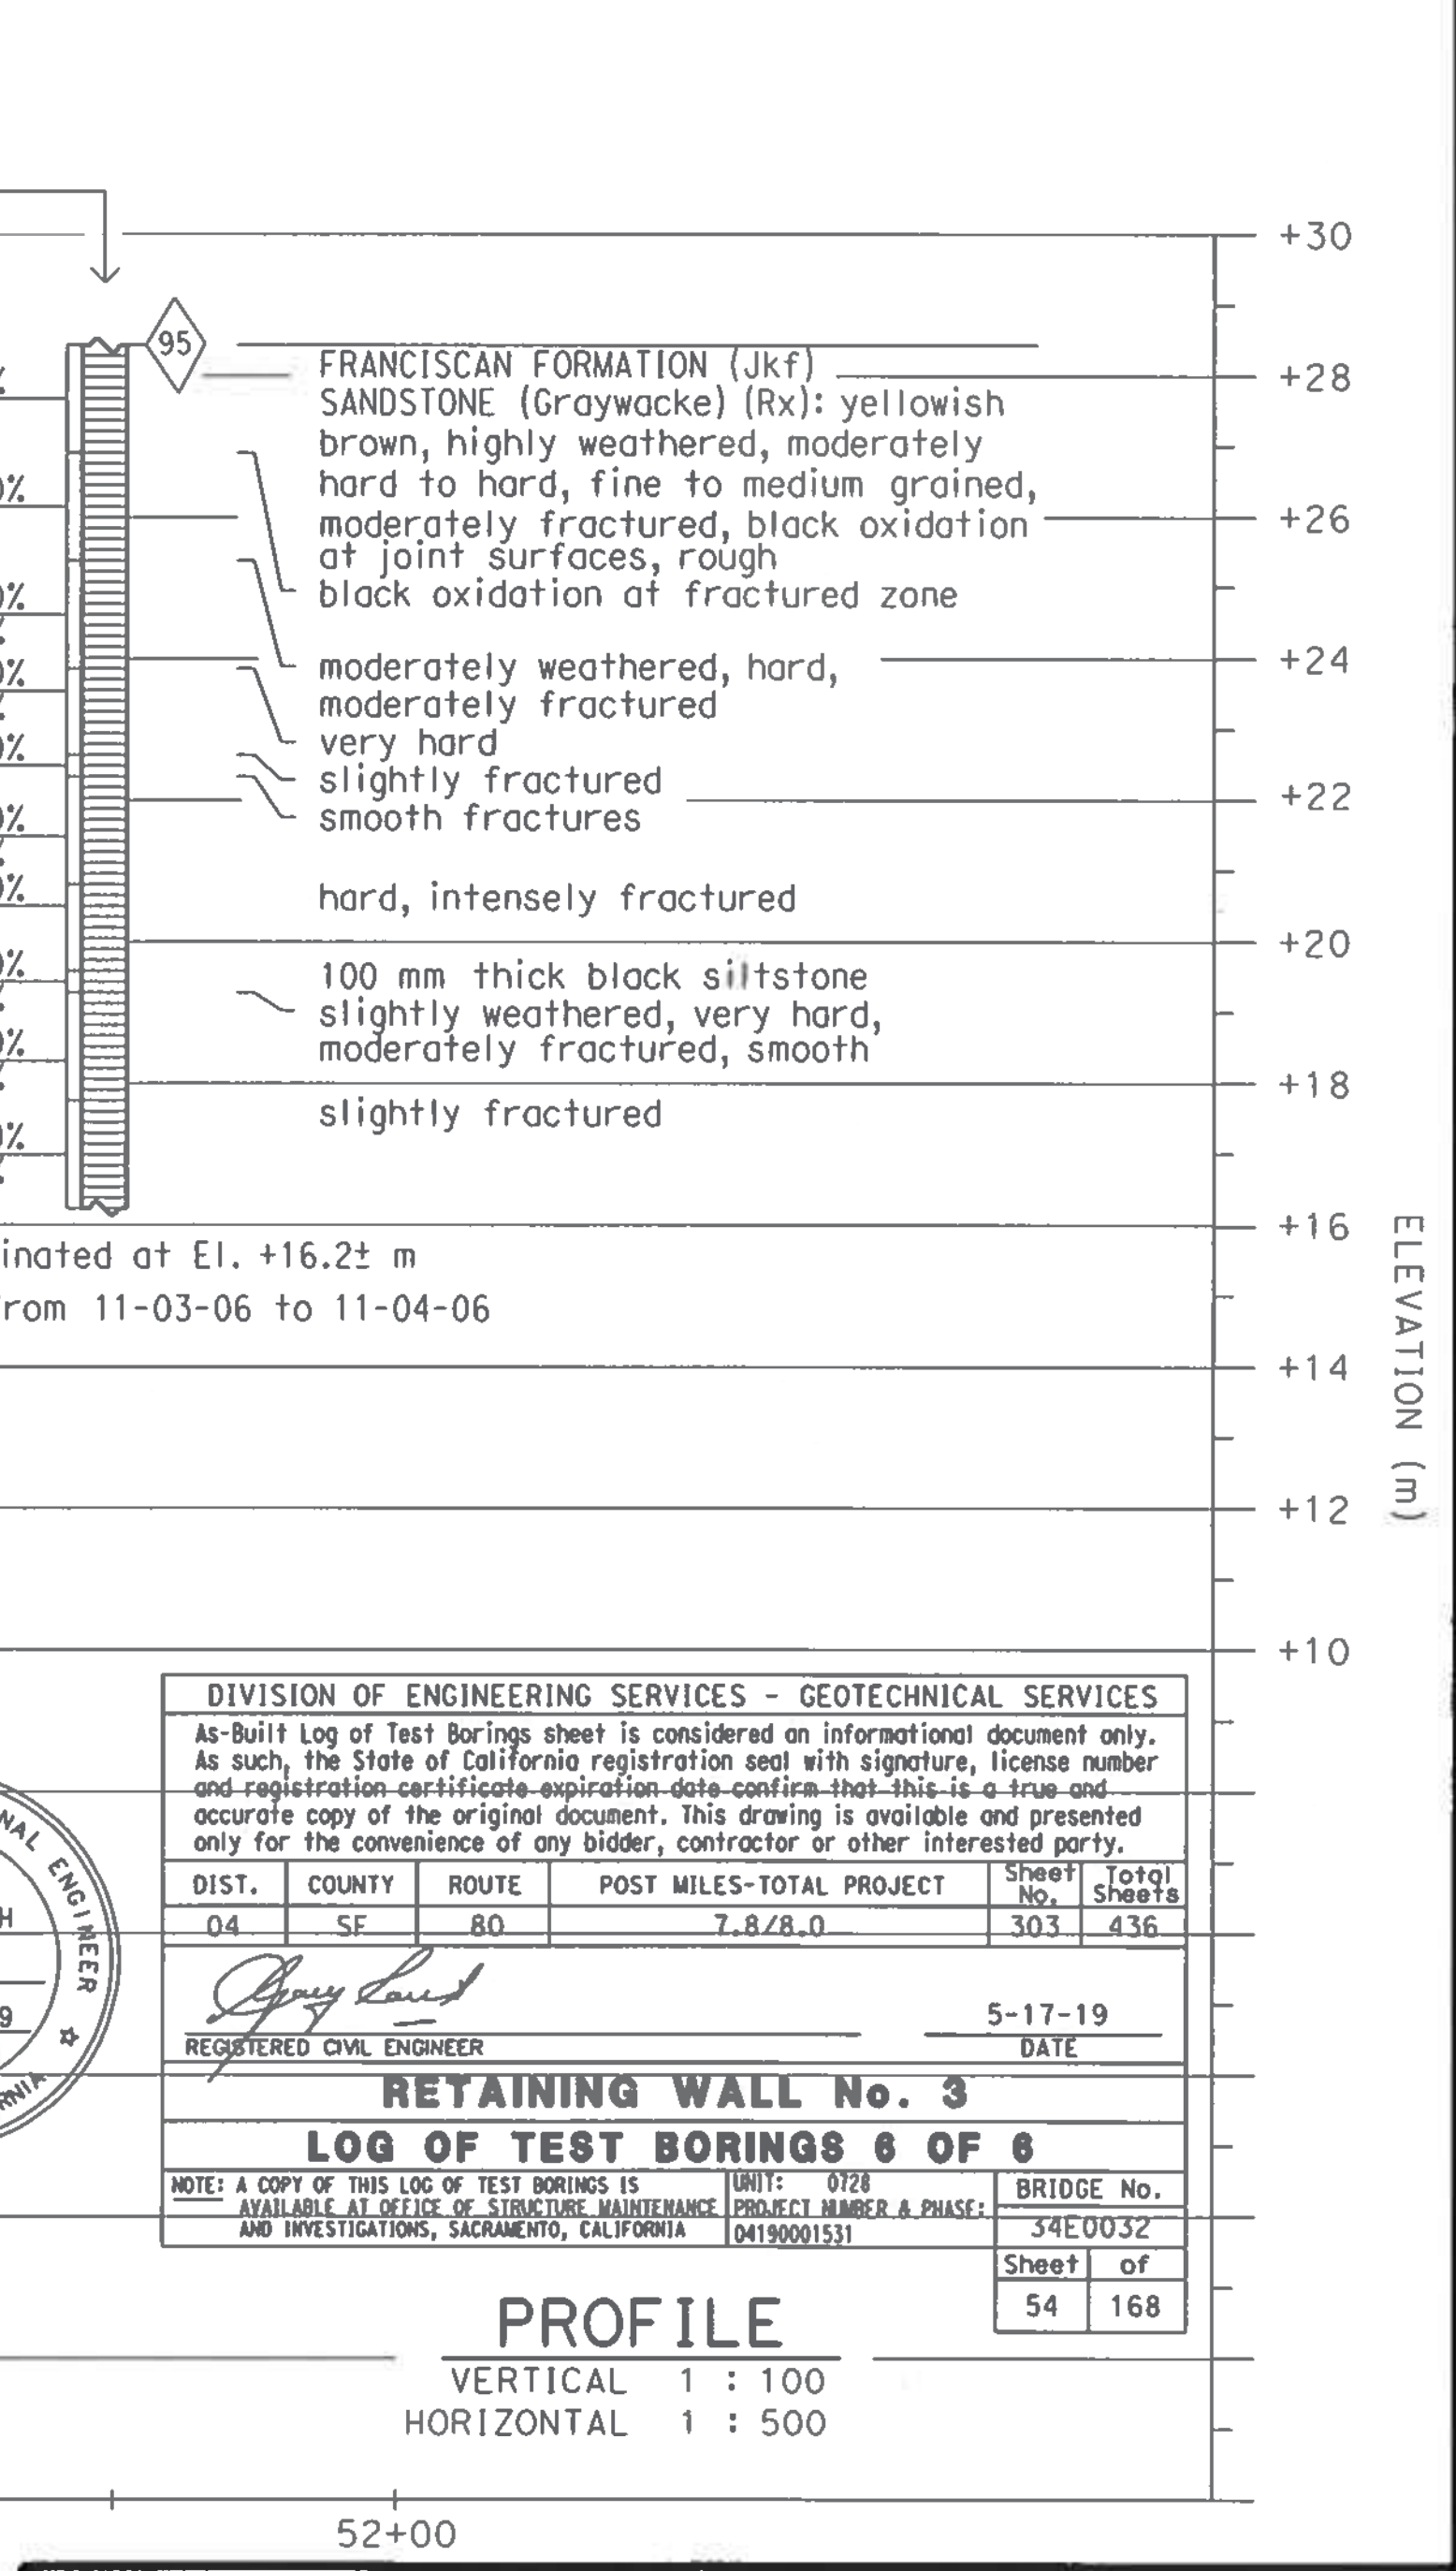 +30
95
FRANCISCAN FORMATION (Jkf)
+28
SANDSTONE (Graywacke) (Rx): yellowish
brown, highly weathered, moderately
hard to hard, fine to medium grained,
moderately fractured, black oxidation
+26
at joint surfaces, rough
black oxidation at fractured zone
moderately weathered, hard,
+24
moderately fractured
very hard
slightly fractured
+22
smooth fractures
hard, intensely fractured
+20
100 mm thick black siltstone
slightly weathered, very hard,
moderately fractured, smooth
+18
slightly fractured
+16
ELEVATION (m)
inated at El. +16.2± m
rom 11-03-06 to 11-04-06
+14
+12
+10
DIVISION OF ENGINEERING SERVICES - GEOTECHNICAL SERVICES
As-Built Log of Test Borings sheet is considered an informational document only.
As such, the State of California registration seal with signature, license number
and registration certificate expiration date confirm that this is a true and
accurate copy of the original document. This drawing is available and presented
only for the convenience of any bidder, contractor or other interested party.
DIST. COUNTY ROUTE POST MILES-TOTAL PROJECT Sheet No. Total Sheets
04 SF 80 7.8/8.0 303 436
NAL ENGINEER
RNIA
H
9
5-17-19
REGISTERED CIVIL ENGINEER DATE
RETAINING WALL No. 3
LOG OF TEST BORINGS 6 OF 6
NOTE: A COPY OF THIS LOG OF TEST BORINGS IS
AVAILABLE AT OFFICE OF STRUCTURE MAINTENANCE
AND INVESTIGATIONS, SACRAMENTO, CALIFORNIA
UNIT: 0728
PROJECT NUMBER & PHASE:
04190001531
BRIDGE No.
34E0032
Sheet of
54 168
PROFILE
VERTICAL 1 : 100
HORIZONTAL 1 : 500
52+00